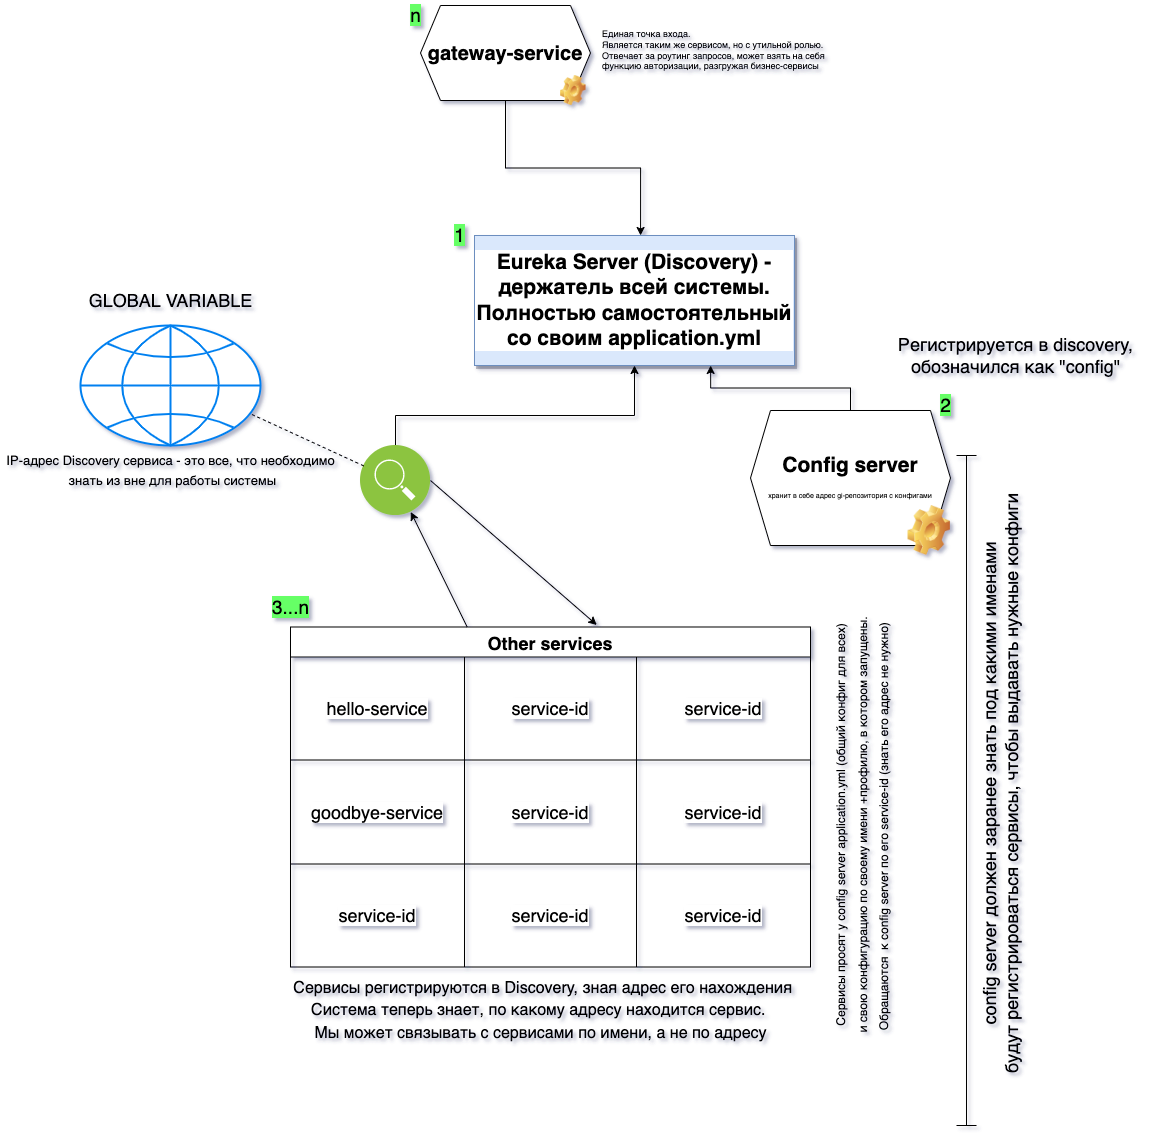 n
gateway-service
Единая точка входа.
Является таким же сервисом, но с утильной ролью.
Отвечает за роутинг запросов, может взять на себя
функцию авторизации, разгружая бизнес-сервисы
1
Eureka Server (Discovery) -
держатель всей системы.
Полностью самостоятельный
со своим application.yml
GLOBAL VARIABLE
IP-адрес Discovery сервиса - это все, что необходимо
знать из вне для работы системы
Регистрируется в discovery,
обозначился как "config"
2
Config server
хранит в себе адрес gi-репозитория с конфигами
3...n
Other services
hello-service
service-id
service-id
goodbye-service
service-id
service-id
service-id
service-id
service-id
Сервисы регистрируются в Discovery, зная адрес его нахождения
Система теперь знает, по какому адресу находится сервис.
Мы может связывать с сервисами по имени, а не по адресу
Сервисы просят у config server application.yml (общий конфиг для всех)
и свою конфигурацию по своему имени +профилю, в котором запущены.
Обращаются к config server по его service-id (знать его адрес не нужно)
config server должен заранее знать под какими именами
будут регистрироваться сервисы, чтобы выдавать нужные конфиги